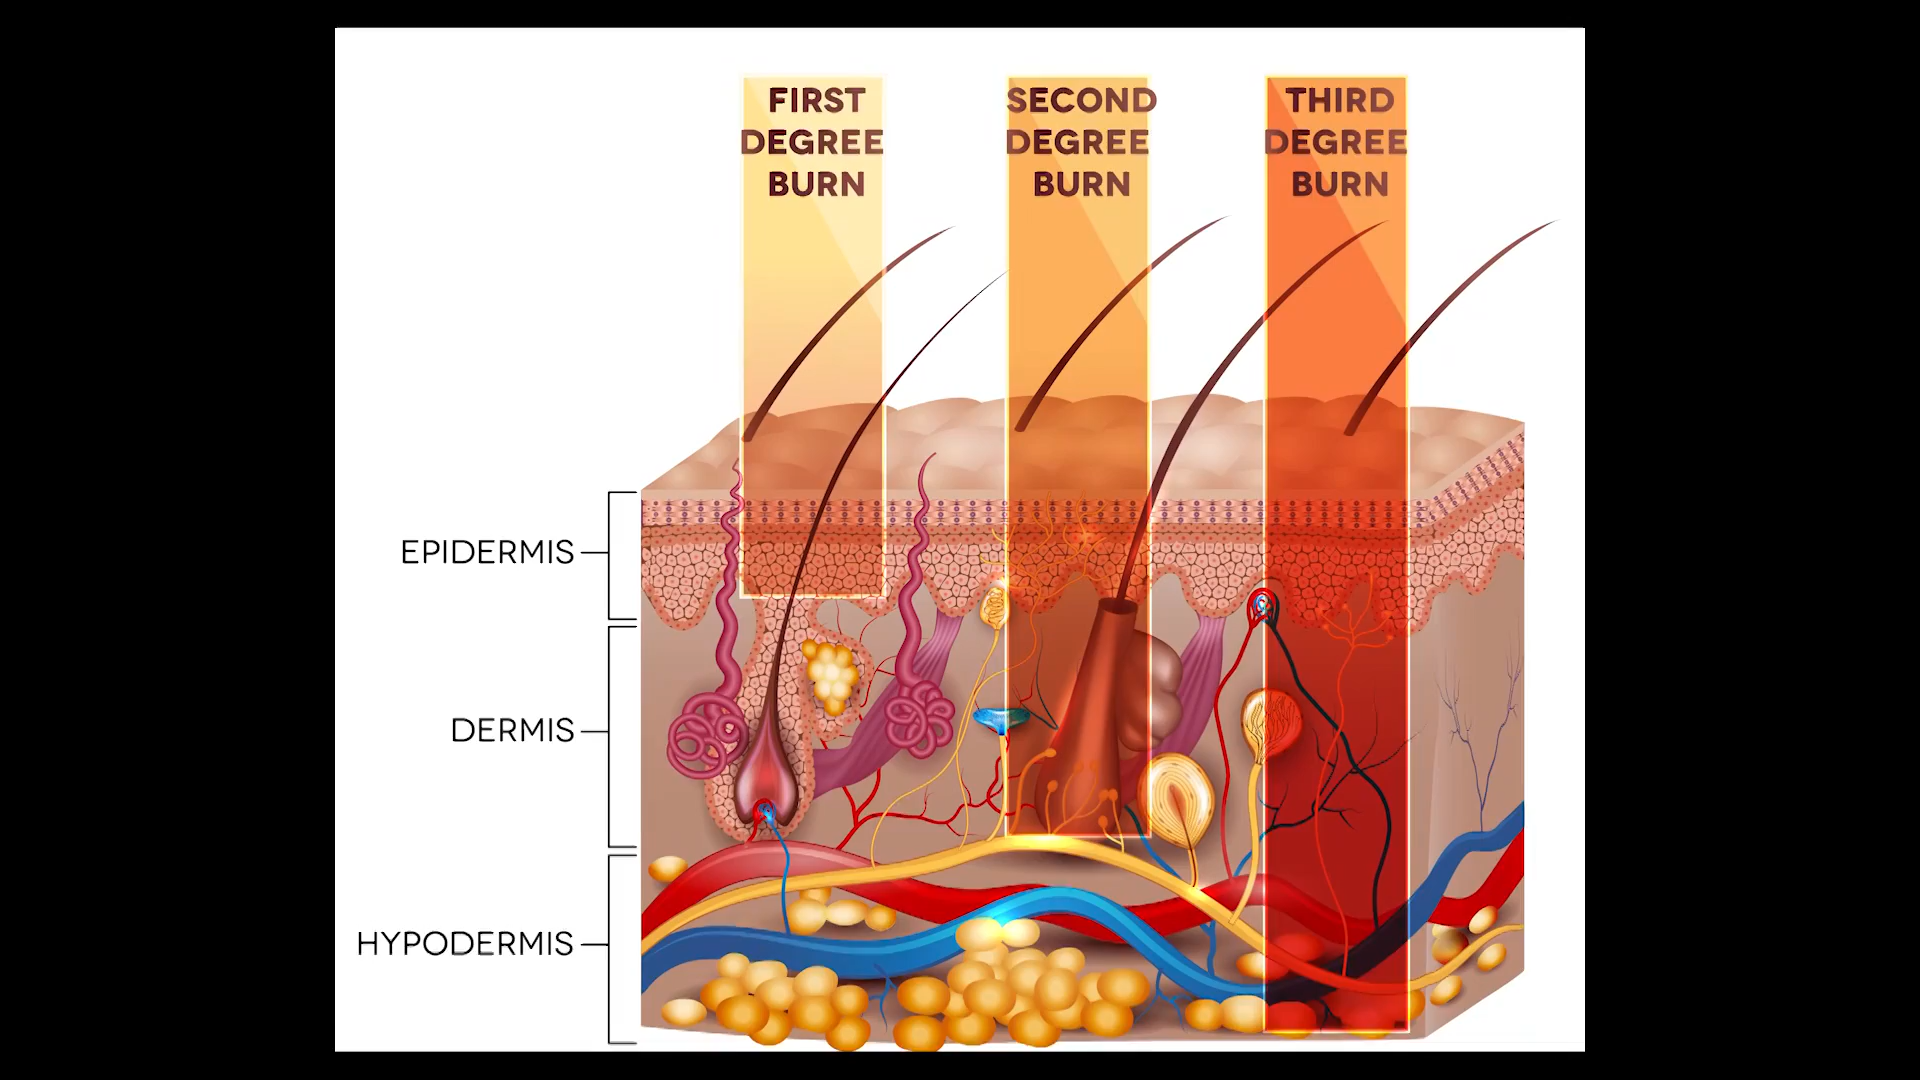 FIRST
DEGREE
BURN
SECOND
DEGREE
BURN
THIRD
DEGREE
BURN
EPIDERMIS
DERMIS
HYPODERMIS